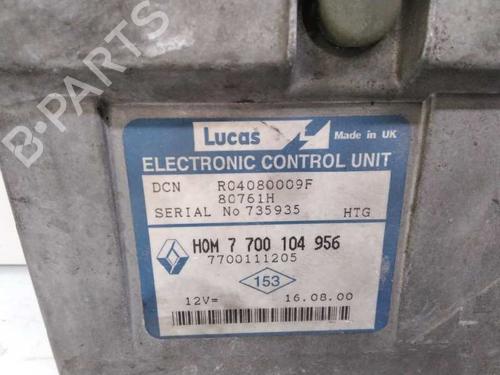 B-PARTS
Lucas
Made in UK
ELECTRONIC CONTROL UNIT
DCN R04080009F
80761H
SERIAL No 735935 HTG
HOM 7 700 104 956
7700111205
153
12V= 16.08.00